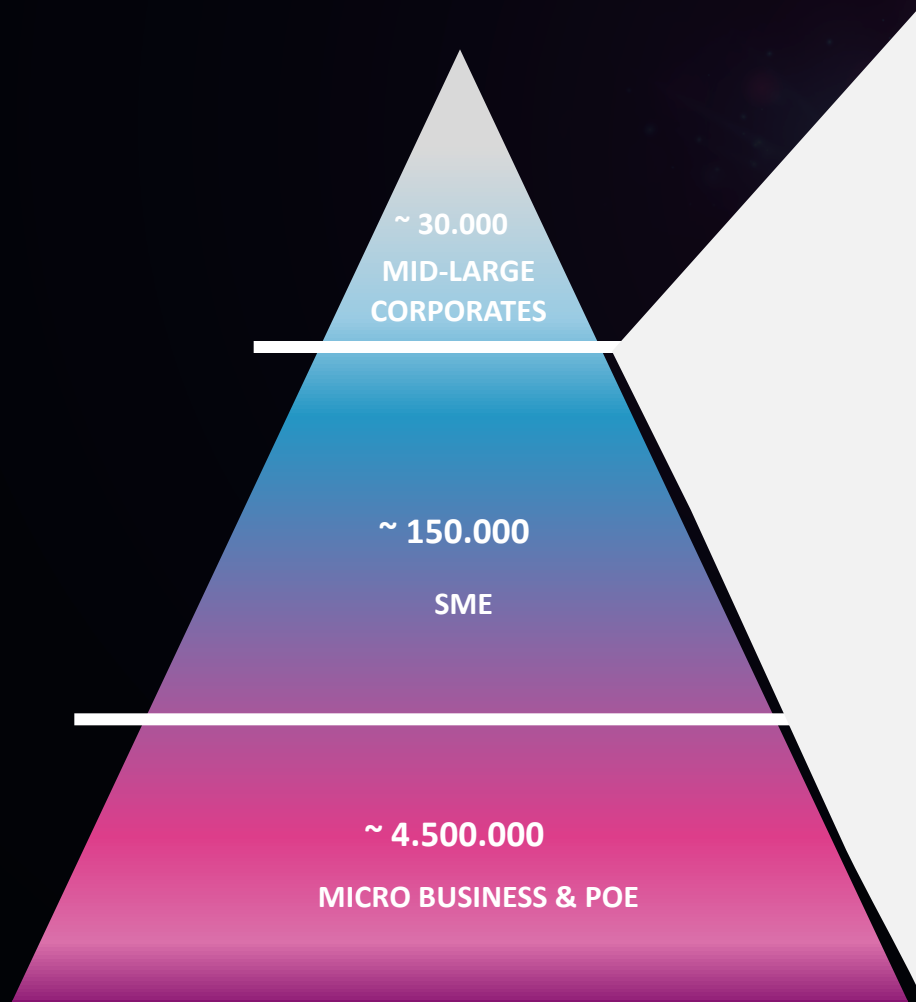 ~ 30.000
MID-LARGE
CORPORATES
~ 150.000
SME
~ 4.500.000
MICRO BUSINESS & POE